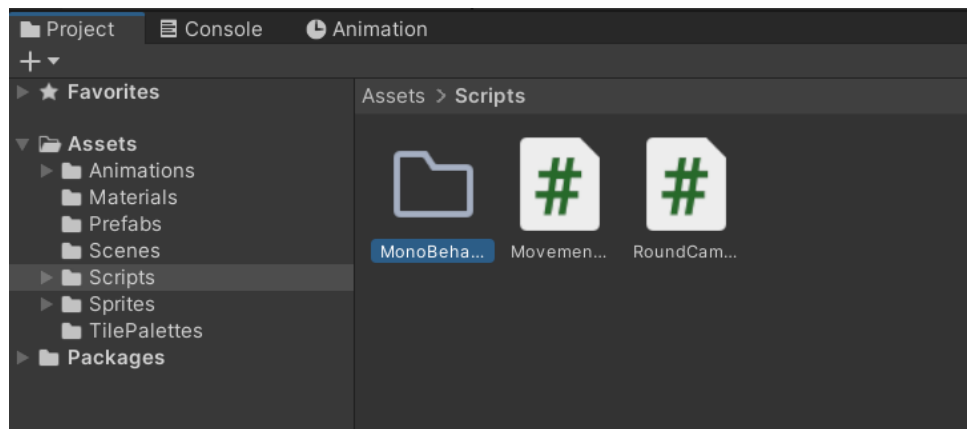 Project Console Animation
Favorites
Assets > Scripts
Assets
Animations
Materials
Prefabs
Scenes
Scripts
Sprites
TilePalettes
Packages
# #
MonoBeha... Movemen... RoundCam...